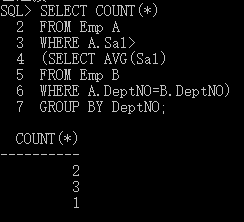 SQL> SELECT COUNT(*)
  2  FROM Emp A
  3  WHERE A.Sal>
  4  (SELECT AVG(Sal)
  5  FROM Emp B
  6  WHERE A.DeptNO=B.DeptNO)
  7  GROUP BY DeptNO;
  COUNT(*)
----------
         2
         3
         1